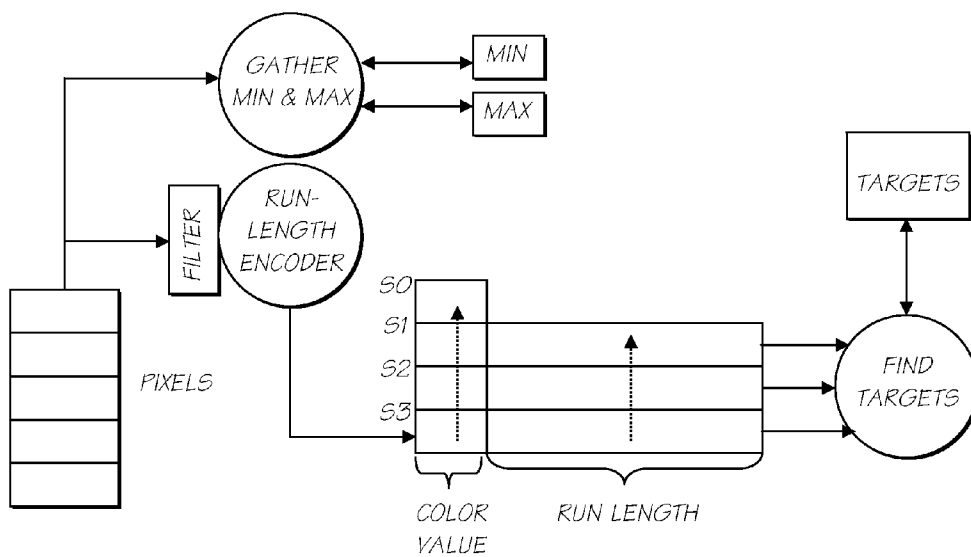 GATHER
MIN & MAX
MIN
MAX
FILTER
RUN-
LENGTH
ENCODER
TARGETS
S0
S1
S2
S3
PIXELS
FIND
TARGETS
COLOR
VALUE
RUN LENGTH